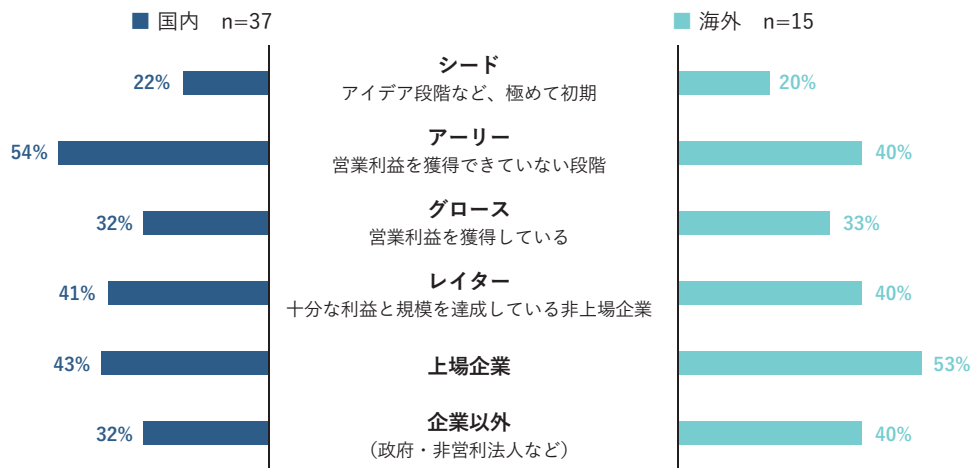 国内 n=37
海外 n=15
シード
アイデア段階など、極めて初期
22%
20%
アーリー
営業利益を獲得できていない段階
54%
40%
グロース
営業利益を獲得している
32%
33%
レイター
十分な利益と規模を達成している非上場企業
41%
40%
上場企業
43%
53%
企業以外
（政府・非営利法人など）
32%
40%